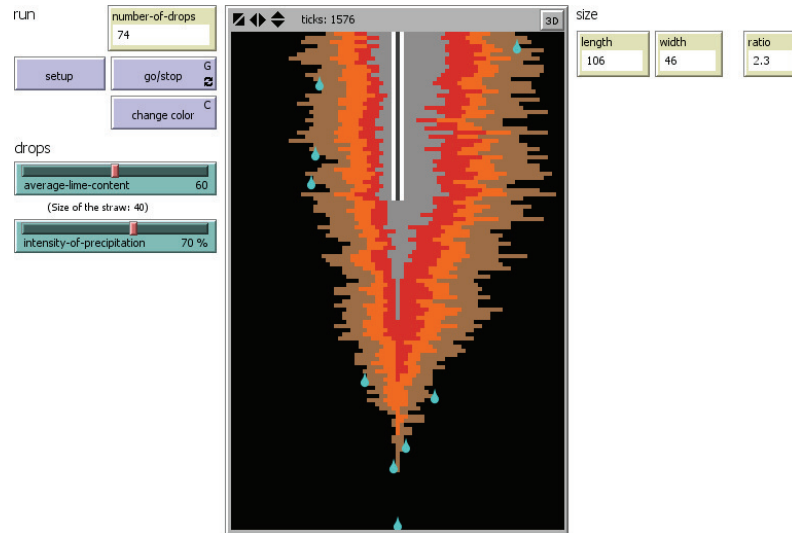 run
number-of-drops
74
setup
go/stop
G
change color
C
drops
average-lime-content 60
(Size of the straw: 40)
intensity-of-precipitation 70 %
ticks: 1576
3D
size
length
106
width
46
ratio
2.3